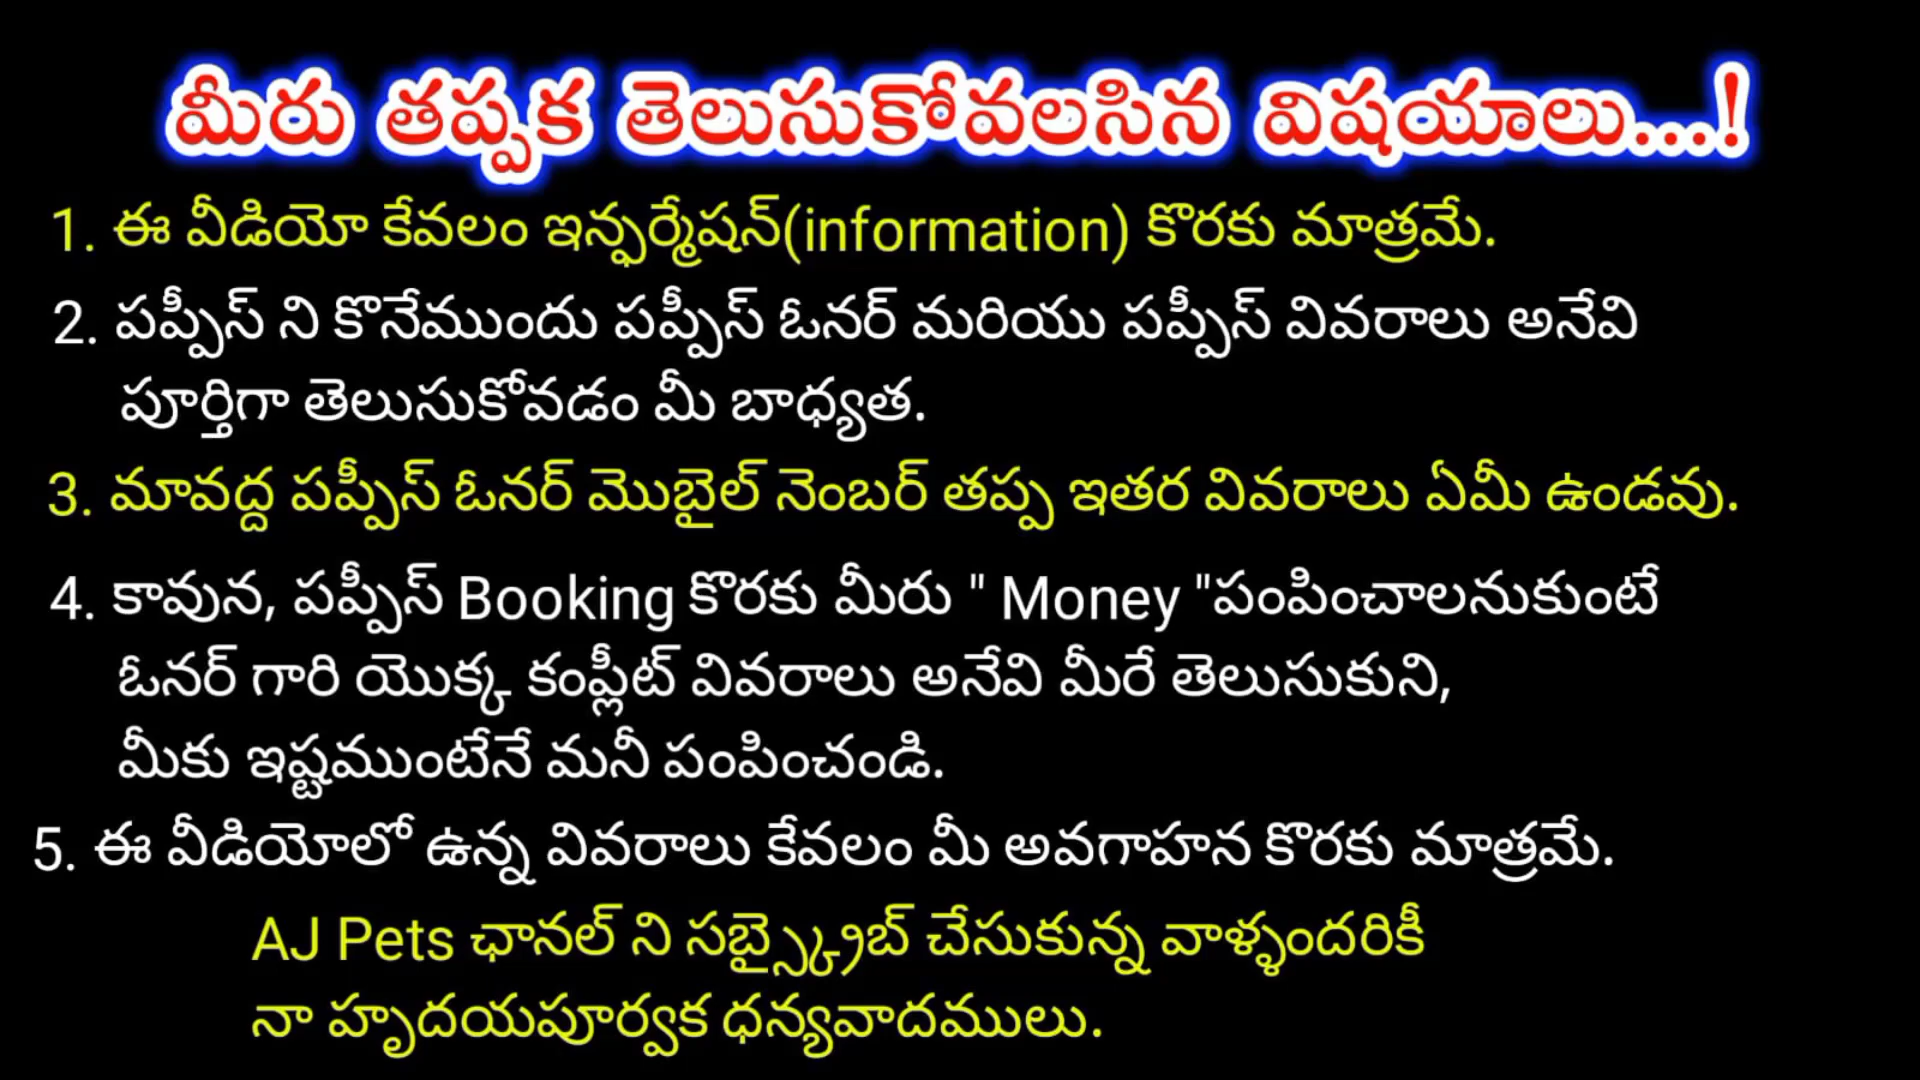 మీరు తప్పక తెలుసుకోవలసిన విషయాలు...!
1. ఈ వీడియో కేవలం ఇన్ఫర్మేషన్(information) కొరకు మాత్రమే.
2. పప్పీస్ ని కొనేముందు పప్పీస్ ఓనర్ మరియు పప్పీస్ వివరాలు అనేవి
పూర్తిగా తెలుసుకోవడం మీ బాధ్యత.
3. మావద్ద పప్పీస్ ఓనర్ మొబైల్ నెంబర్ తప్ప ఇతర వివరాలు ఏమీ ఉండవు.
4. కావున, పప్పీస్ Booking కొరకు మీరు " Money "పంపించాలనుకుంటే
ఓనర్ గారి యొక్క కంప్లీట్ వివరాలు అనేవి మీరే తెలుసుకుని,
మీకు ఇష్టముంటేనే మనీ పంపించండి.
5. ఈ వీడియోలో ఉన్న వివరాలు కేవలం మీ అవగాహన కొరకు మాత్రమే.
AJ Pets ఛానల్ ని సబ్స్క్రైబ్ చేసుకున్న వాళ్ళందరికీ
నా హృదయపూర్వక ధన్యవాదములు.